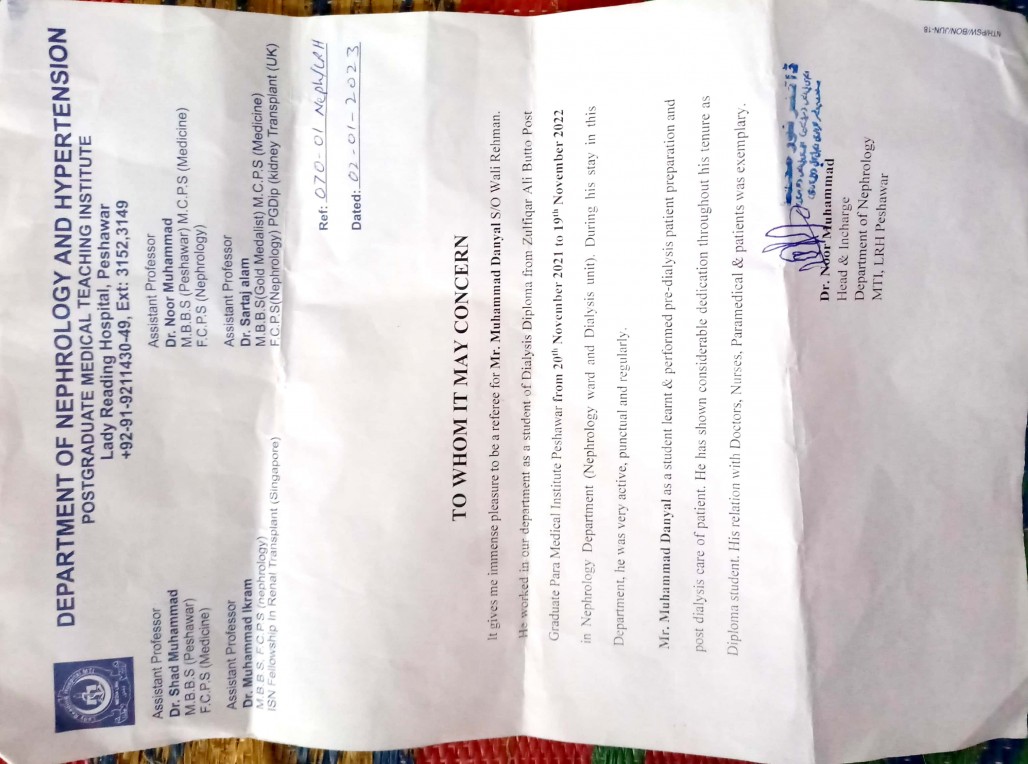 DEPARTMENT OF NEPHROLOGY AND HYPERTENSION
POSTGRADUATE MEDICAL TEACHING INSTITUTE
Lady Reading Hospital, Peshawar
+92-91-9211430-49, Ext: 3152,3149
Assistant Professor
Dr. Shad Muhammad
M.B.B.S (Peshawar)
F.C.P.S (Medicine)
Assistant Professor
Dr. Noor Muhammad
M.B.B.S (Peshawar) M.C.P.S (Medicine)
F.C.P.S (Nephrology)
Assistant Professor
Dr. Muhammad Ikram
M.B.B.S. F.C.P.S (nephrology)
ISN Fellowship In Renal Transplant (Singapore)
Assistant Professor
Dr. Sartaj alam
M.B.B.S(Gold Medalist) M.C.P.S (Medicine)
F.C.PS(Nephrology) PGDip (kidney Transplant (UK)
Ref: 070-01 Neph/LRH
Dated: 02-01-2023
TO WHOM IT MAY CONCERN
It gives me immense pleasure to be a referee for Mr. Muhammad Danyal S/O Wali Rehman.
He worked in our department as a student of Dialysis Diploma from Zulfiqar Ali Butto Post
Graduate Para Medical Institute Peshawar from 20th November 2021 to 19th November 2022
in Nephrology Department (Nephrology ward and Dialysis unit). During his stay in this
Department, he was very active, punctual and regularly.
Mr. Muhammad Danyal as a student learnt & performed pre-dialysis patient preparation and
post dialysis care of patient. He has shown considerable dedication throughout his tenure as
Diploma student. His relation with Doctors, Nurses, Paramedical & patients was exemplary.
ڈاکٹر نور محمد
Dr. Noor Muhammad
Head & Incharge
Department of Nephrology
MTI, LRH Peshawar
NTH/PSW/BON/JUN-18